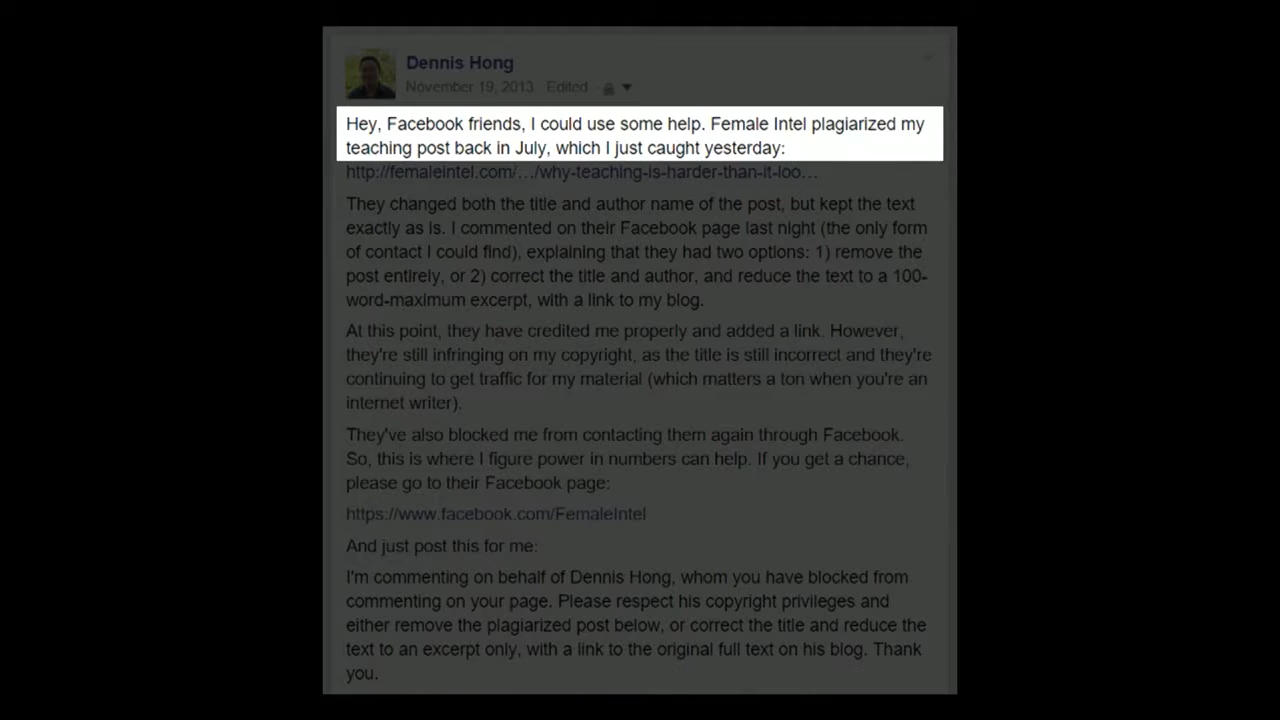 Dennis Hong
November 19, 2013 Edited
Hey, Facebook friends, I could use some help. Female Intel plagiarized my
teaching post back in July, which I just caught yesterday:
http://femaleintel.com/…/why-teaching-is-harder-than-it-loo…
They changed both the title and author name of the post, but kept the text
exactly as is. I commented on their Facebook page last night (the only form
of contact I could find), explaining that they had two options: 1) remove the
post entirely, or 2) correct the title and author, and reduce the text to a 100-
word-maximum excerpt, with a link to my blog.
At this point, they have credited me properly and added a link. However,
they're still infringing on my copyright, as the title is still incorrect and they're
continuing to get traffic for my material (which matters a ton when you're an
internet writer).
They've also blocked me from contacting them again through Facebook.
So, this is where I figure power in numbers can help. If you get a chance,
please go to their Facebook page:
https://www.facebook.com/FemaleIntel
And just post this for me:
I'm commenting on behalf of Dennis Hong, whom you have blocked from
commenting on your page. Please respect his copyright privileges and
either remove the plagiarized post below, or correct the title and reduce the
text to an excerpt only, with a link to the original full text on his blog. Thank
you.